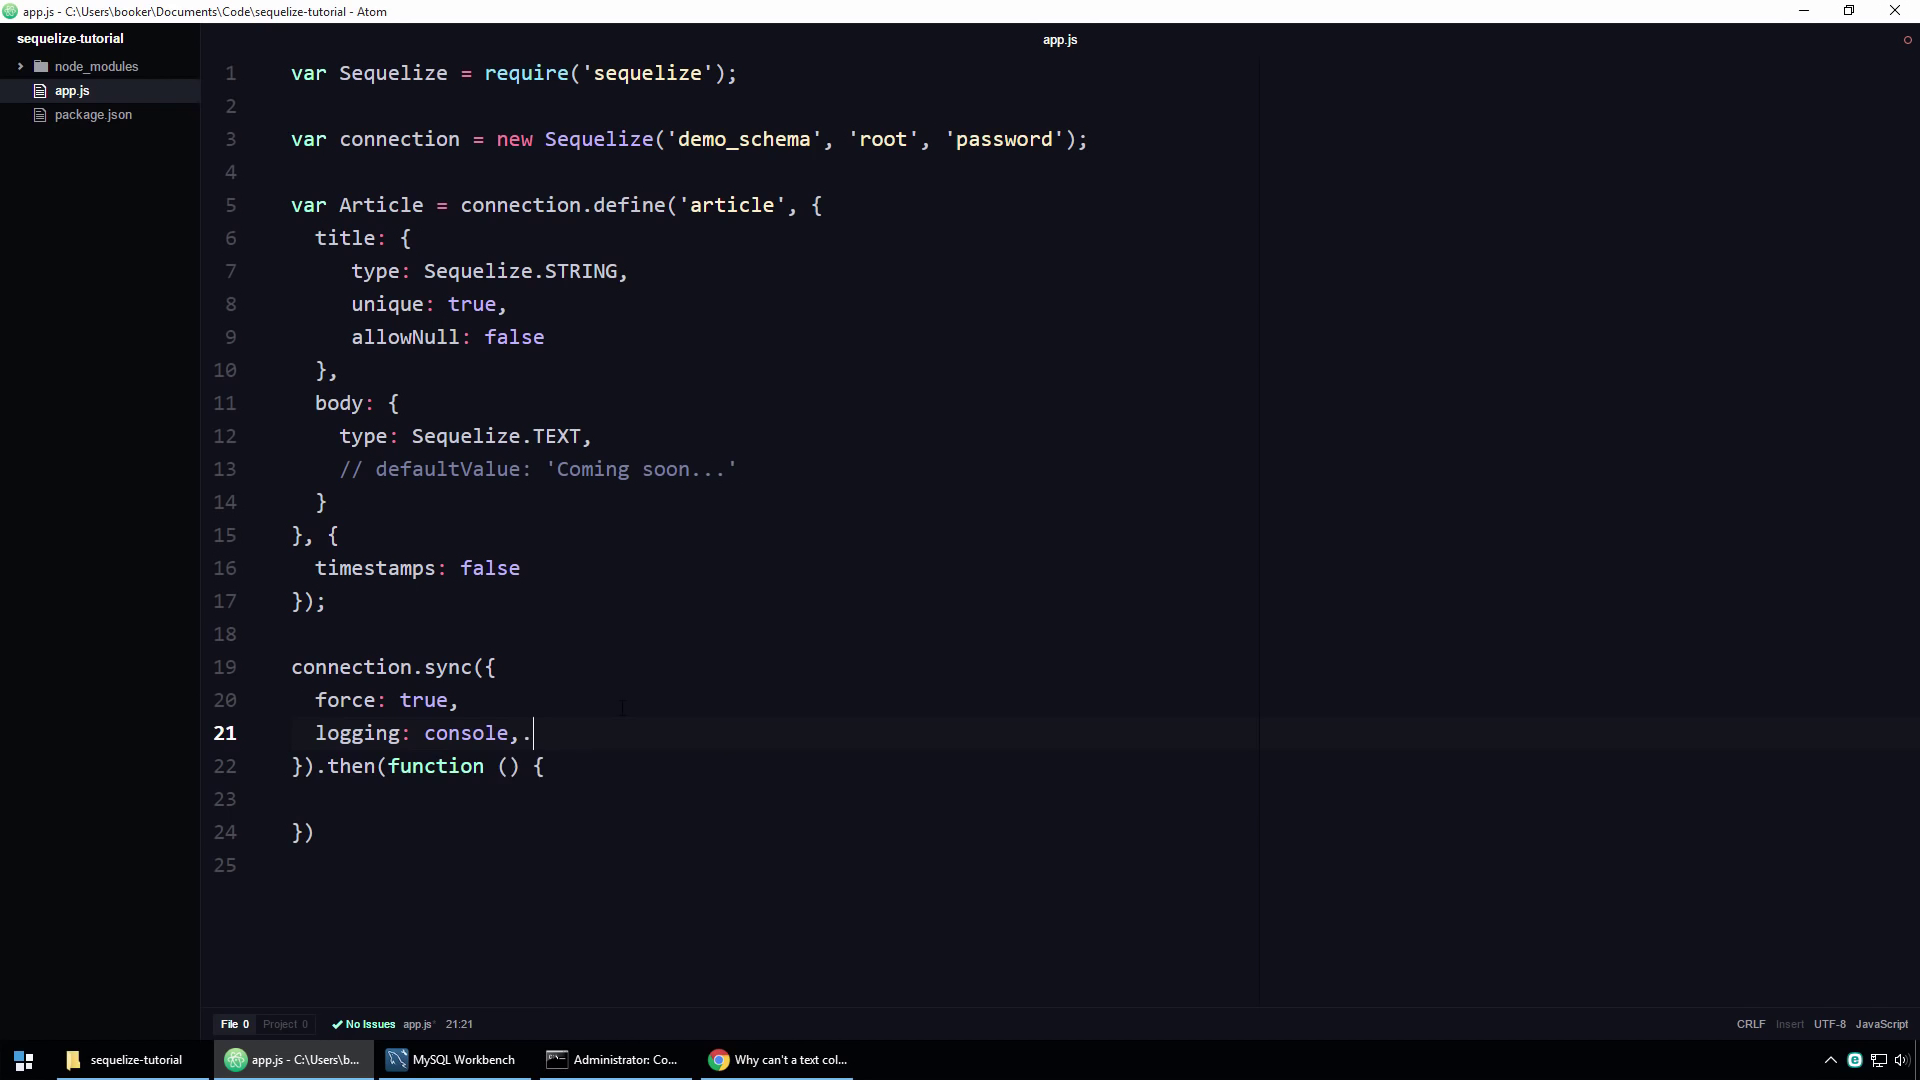 app.js - C:\Users\booker\Documents\Code\sequelize-tutorial - Atom
sequelize-tutorial
node_modules
app.js
package.json
app.js
1 var Sequelize = require('sequelize');
2
3 var connection = new Sequelize('demo_schema', 'root', 'password');
4
5 var Article = connection.define('article', {
6   title: {
7      type: Sequelize.STRING,
8      unique: true,
9      allowNull: false
10   },
11   body: {
12     type: Sequelize.TEXT,
13     // defaultValue: 'Coming soon...'
14   }
15 }, {
16   timestamps: false
17 });
18
19 connection.sync({
20   force: true,
21   logging: console,.
22 }).then(function () {
23
24 })
25
File 0 Project 0 No Issues app.js* 21:21 CRLF Insert UTF-8 JavaScript
sequelize-tutorial app.js - C:\Users\b... MySQL Workbench Administrator: Co... Why can't a text col...